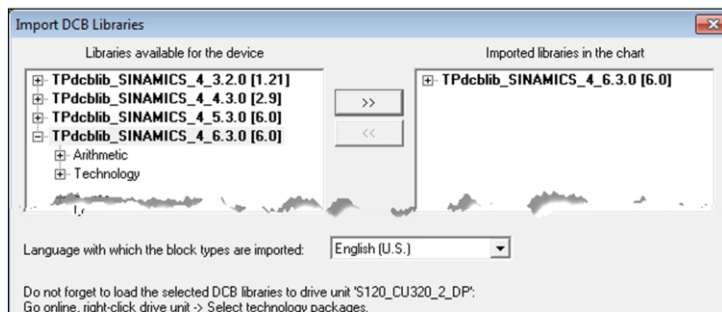 Import DCB Libraries
Libraries available for the device
Imported libraries in the chart
TPdcblib_SINAMICS_4_3.2.0 [1.21]
TPdcblib_SINAMICS_4_4.3.0 [2.9]
TPdcblib_SINAMICS_4_5.3.0 [6.0]
TPdcblib_SINAMICS_4_6.3.0 [6.0]
Arithmetic
Technology
>>
<<
TPdcblib_SINAMICS_4_6.3.0 [6.0]
Language with which the block types are imported:
English (U.S.)
Do not forget to load the selected DCB libraries to drive unit 'S120_CU320_2_DP':
Go online, right-click drive unit -> Select technology packages.